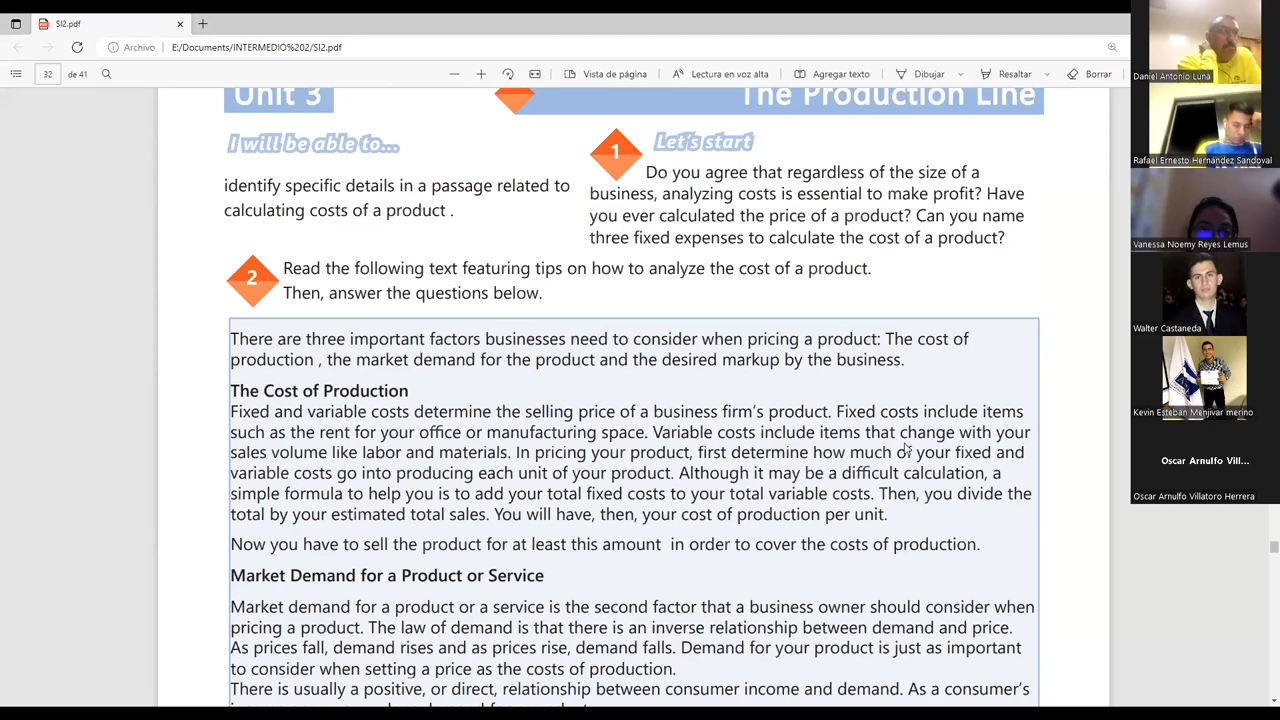 SI2.pdf
Archivo
E:/Documents/INTERMEDIO%202/SI2.pdf
32
de 41
Vista de página
Lectura en voz alta
Agregar texto
Dibujar
Resaltar
Borrar
Unit 3
The Production Line
I will be able to...
identify specific details in a passage related to
calculating costs of a product .
1
Let's start
Do you agree that regardless of the size of a
business, analyzing costs is essential to make profit? Have
you ever calculated the price of a product? Can you name
three fixed expenses to calculate the cost of a product?
2
Read the following text featuring tips on how to analyze the cost of a product.
Then, answer the questions below.
There are three important factors businesses need to consider when pricing a product: The cost of
production , the market demand for the product and the desired markup by the business.
The Cost of Production
Fixed and variable costs determine the selling price of a business firm's product. Fixed costs include items
such as the rent for your office or manufacturing space. Variable costs include items that change with your
sales volume like labor and materials. In pricing your product, first determine how much of your fixed and
variable costs go into producing each unit of your product. Although it may be a difficult calculation, a
simple formula to help you is to add your total fixed costs to your total variable costs. Then, you divide the
total by your estimated total sales. You will have, then, your cost of production per unit.
Now you have to sell the product for at least this amount  in order to cover the costs of production.
Market Demand for a Product or Service
Market demand for a product or a service is the second factor that a business owner should consider when
pricing a product. The law of demand is that there is an inverse relationship between demand and price.
As prices fall, demand rises and as prices rise, demand falls. Demand for your product is just as important
to consider when setting a price as the costs of production.
There is usually a positive, or direct, relationship between consumer income and demand. As a consumer's
Daniel Antonio Luna
Rafael Ernesto Hernández Sandoval
Vanessa Noemy Reyes Lemus
Walter Castaneda
Kevin Esteban Menjivar merino
Oscar Arnulfo Vill...
Oscar Arnulfo Villatoro Herrera